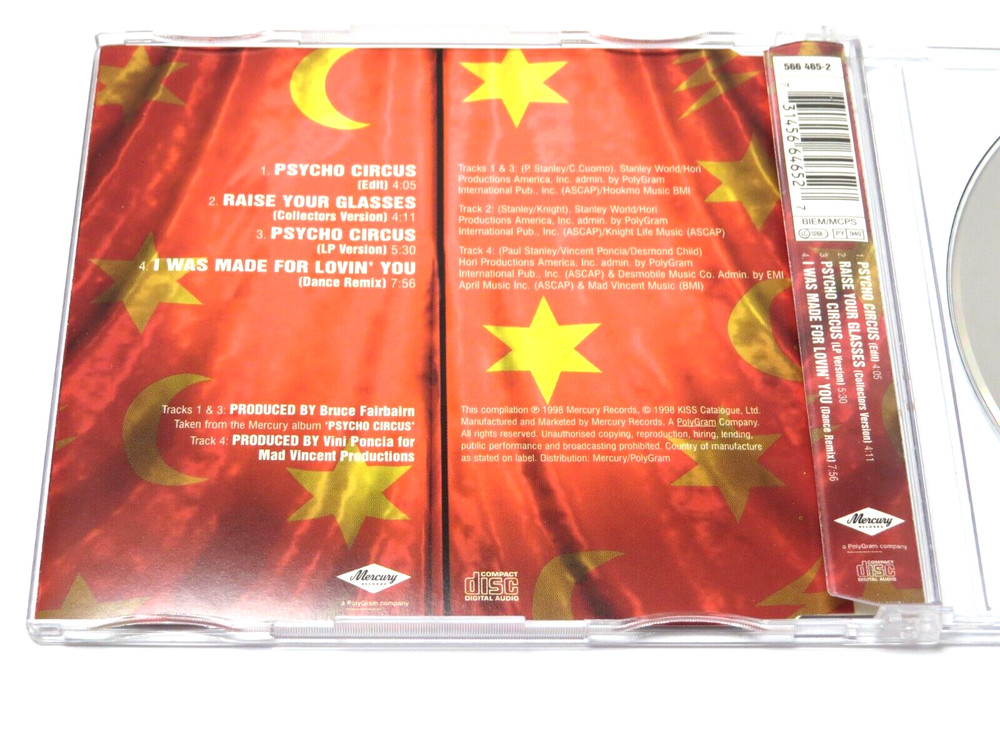 1. PSYCHO CIRCUS
(Edit) 4:05
2. RAISE YOUR GLASSES
(Collectors Version) 4:11
3. PSYCHO CIRCUS
(LP Version) 5:30
4. I WAS MADE FOR LOVIN' YOU
(Dance Remix) 7:56
Tracks 1 & 3: (P. Stanley/C.Cuomo). Stanley World/Hori
Productions America, Inc. admin. by PolyGram
International Pub., Inc. (ASCAP)/Hookmo Music BMI
Track 2: (Stanley/Knight). Stanley World/Hori
Productions America, Inc. admin. by PolyGram
International Pub., Inc. (ASCAP)/Knight Life Music (ASCAP)
Track 4: (Paul Stanley/Vincent Poncia/Desmond Child)
Hori Productions America, Inc. admin. by PolyGram
International Pub., Inc. (ASCAP) & Desmobile Music Co. Admin. by EMI
April Music Inc. (ASCAP) & Mad Vincent Music (BMI)
Tracks 1 & 3: PRODUCED BY Bruce Fairbairn
Taken from the Mercury album 'PSYCHO CIRCUS'
Track 4: PRODUCED BY Vini Poncia for
Mad Vincent Productions
This compilation ℗ 1998 Mercury Records, © 1998 KISS Catalogue, Ltd.
Manufactured and Marketed by Mercury Records. A PolyGram Company.
All rights reserved. Unauthorised copying, reproduction, hiring, lending,
public performance and broadcasting prohibited. Country of manufacture
as stated on label. Distribution: Mercury/PolyGram
Mercury
RECORDS
a PolyGram company
COMPACT
disc
DIGITAL AUDIO
566 465-2
7 31456 64652 7
BIEM/MCPS
LC 0268 PY 940
1. PSYCHO CIRCUS (Edit) 4:05
2. RAISE YOUR GLASSES (Collectors Version) 4:11
3. PSYCHO CIRCUS (LP Version) 5:30
4. I WAS MADE FOR LOVIN' YOU (Dance Remix) 7:56
Mercury
RECORDS
a PolyGram company
COMPACT
disc
DIGITAL AUDIO